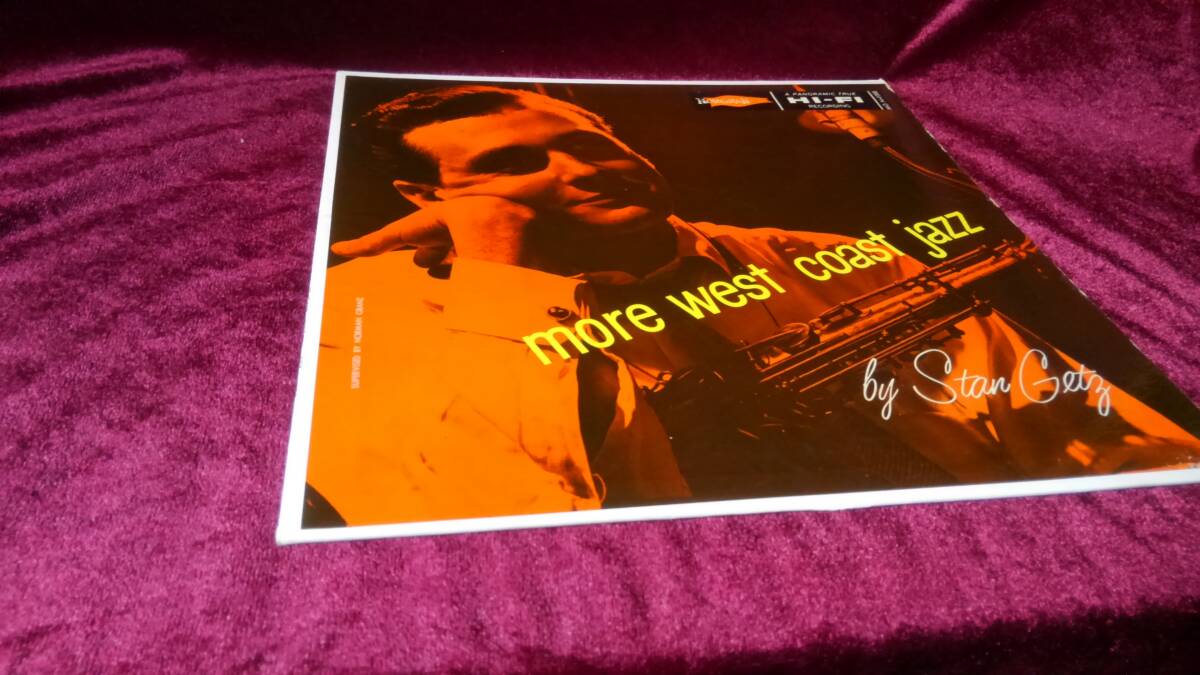 A PANORAMIC TRUE
HI-FI
RECORDING
more west coast jazz
by Stan Getz
SUPERVISED BY NORMAN GRANZ